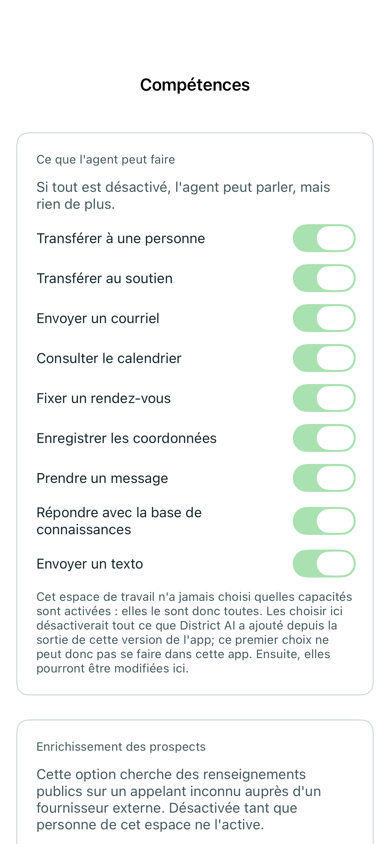 Compétences
Ce que l'agent peut faire
Si tout est désactivé, l'agent peut parler, mais
rien de plus.
Transférer à une personne
Transférer au soutien
Envoyer un courriel
Consulter le calendrier
Fixer un rendez-vous
Enregistrer les coordonnées
Prendre un message
Répondre avec la base de
connaissances
Envoyer un texto
Cet espace de travail n'a jamais choisi quelles capacités
sont activées : elles le sont donc toutes. Les choisir ici
désactiverait tout ce que District AI a ajouté depuis la
sortie de cette version de l'app; ce premier choix ne
peut donc pas se faire dans cette app. Ensuite, elles
pourront être modifiées ici.
Enrichissement des prospects
Cette option cherche des renseignements
publics sur un appelant inconnu auprès d'un
fournisseur externe. Désactivée tant que
personne de cet espace ne l'active.